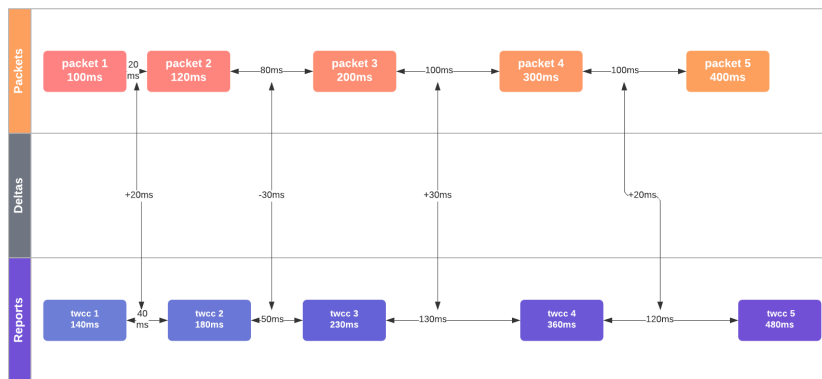 Packets
packet 1
100ms
20
ms
packet 2
120ms
80ms
packet 3
200ms
100ms
packet 4
300ms
100ms
packet 5
400ms
Deltas
+20ms
-30ms
+30ms
+20ms
Reports
twcc 1
140ms
40
ms
twcc 2
180ms
50ms
twcc 3
230ms
130ms
twcc 4
360ms
120ms
twcc 5
480ms